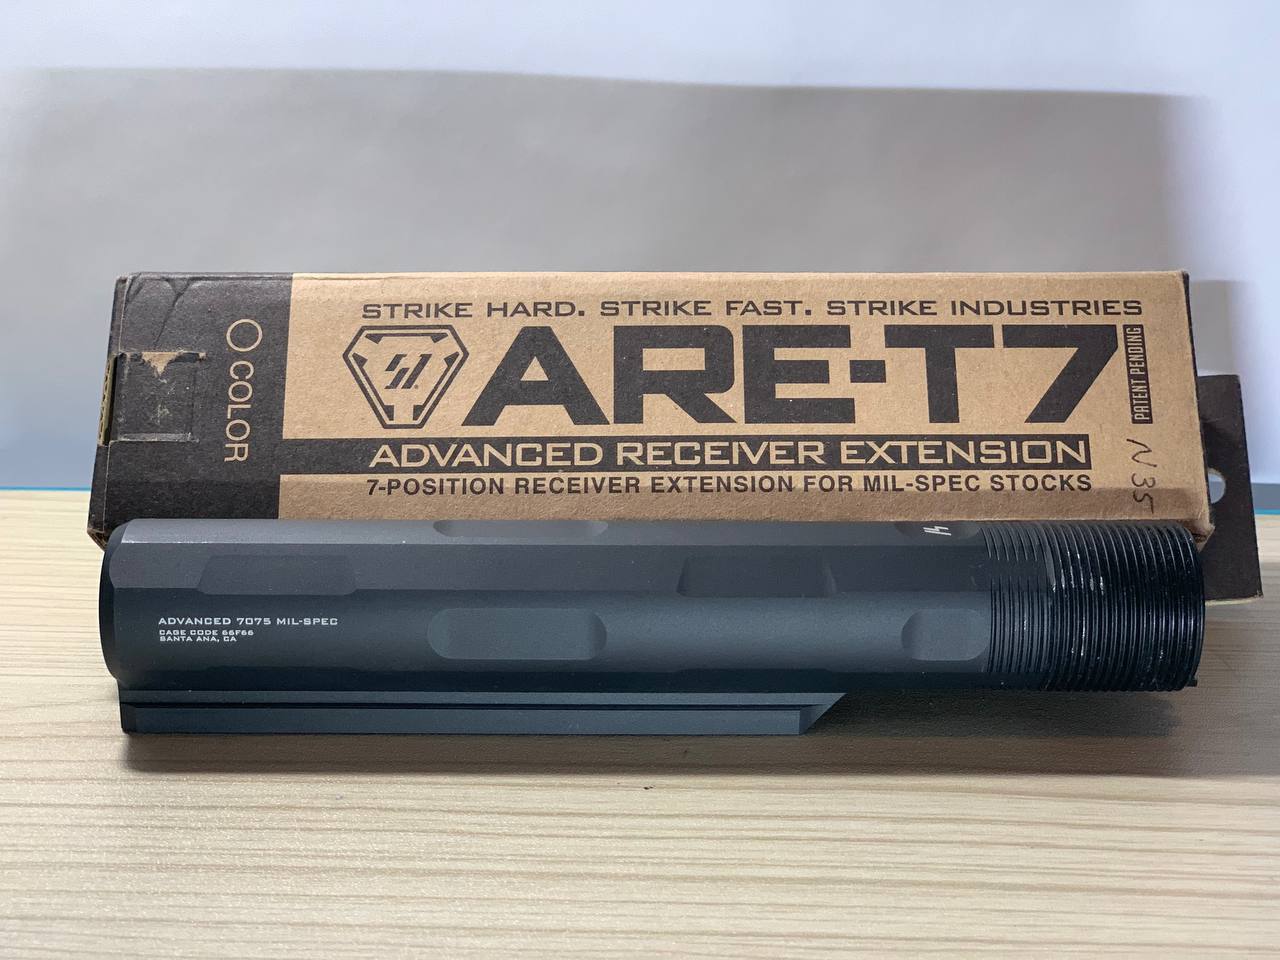 STRIKE HARD. STRIKE FAST. STRIKE INDUSTRIES
ARE-T7
PATENT PENDING
ADVANCED RECEIVER EXTENSION
7-POSITION RECEIVER EXTENSION FOR MIL-SPEC STOCKS
COLOR
N 35
ADVANCED 7075 MIL-SPEC
CAGE CODE 66F66
SANTA ANA, CA